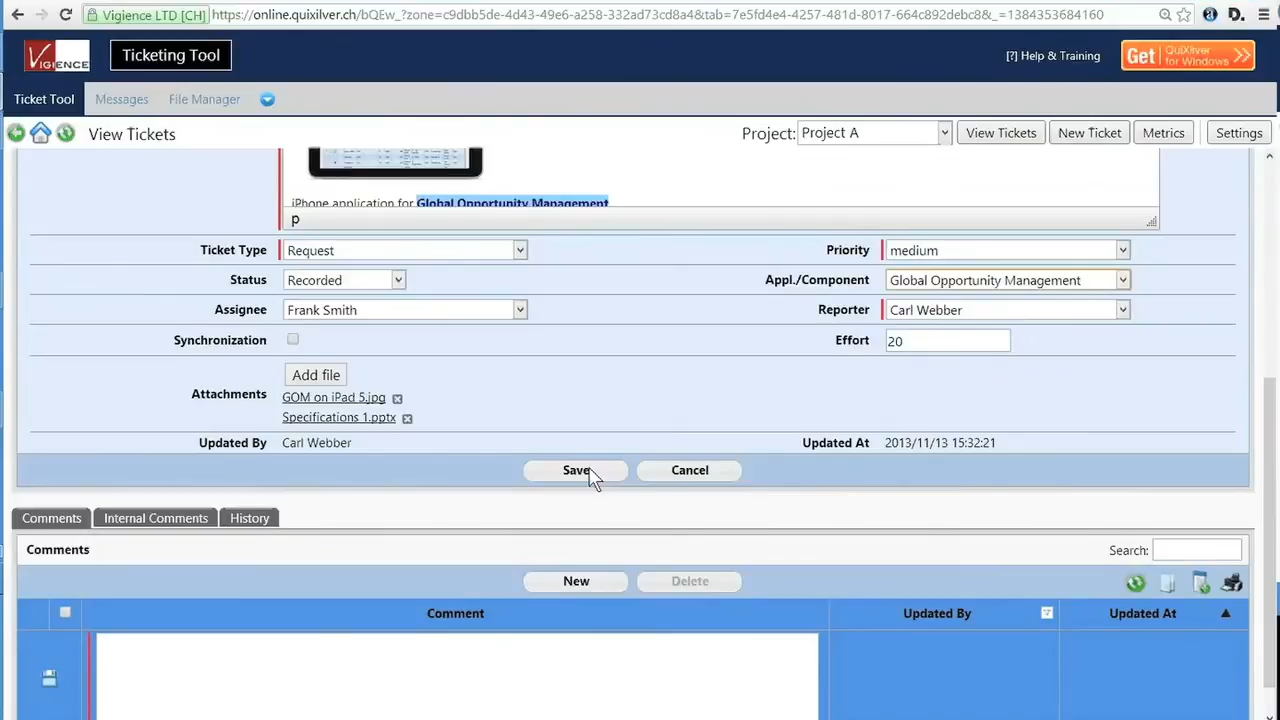 Vigience LTD [CH] https://online.quixilver.ch/bQEw_?zone=c9dbb5de-4d43-49e6-a258-332ad73cd8a4&tab=7e5fd4e4-4257-481d-8017-664c892debc8&_=1384353684160
VIGIENCE Ticketing Tool [?] Help & Training Get QuiXilver for Windows >>
Ticket Tool Messages File Manager
View Tickets Project: Project A View Tickets New Ticket Metrics Settings
iPhone application for Global Opportunity Management
p
Ticket Type Request Priority medium
Status Recorded Appl./Component Global Opportunity Management
Assignee Frank Smith Reporter Carl Webber
Synchronization Effort 20
Add file
Attachments GOM on iPad 5.jpg
Specifications 1.pptx
Updated By Carl Webber Updated At 2013/11/13 15:32:21
Save Cancel
Comments Internal Comments History
Comments Search:
New Delete
Comment Updated By Updated At